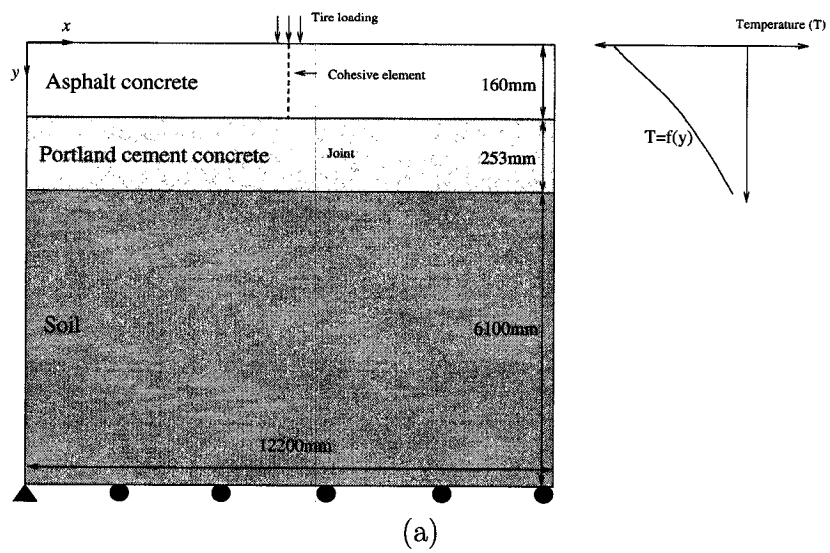 Tire loading
Temperature (T)
x
y
Cohesive element
Asphalt concrete
160mm
T=f(y)
Portland cement concrete
Joint
253mm
Soil
6100mm
12200mm
(a)